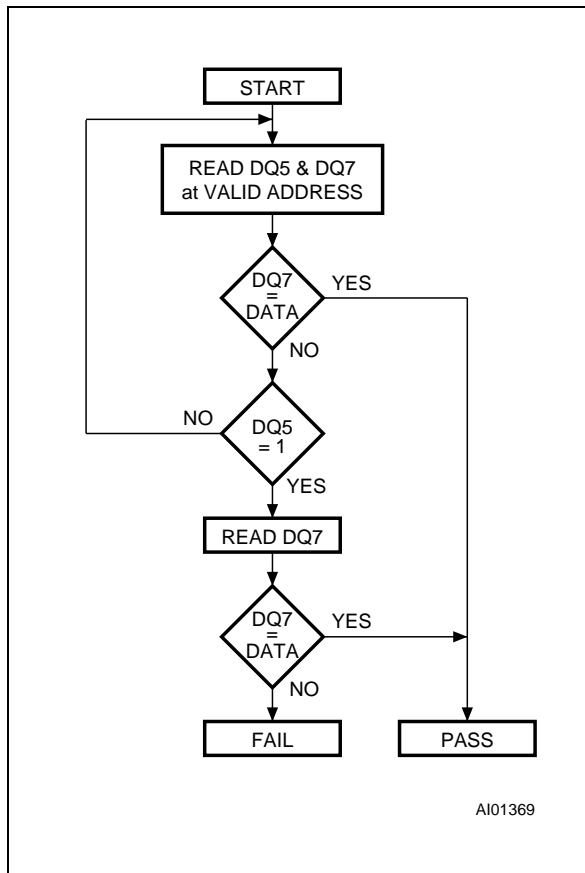 START
READ DQ5 & DQ7
at VALID ADDRESS
DQ7
=
DATA
YES
NO
DQ5
= 1
NO
YES
READ DQ7
DQ7
=
DATA
YES
NO
FAIL
PASS
AI01369